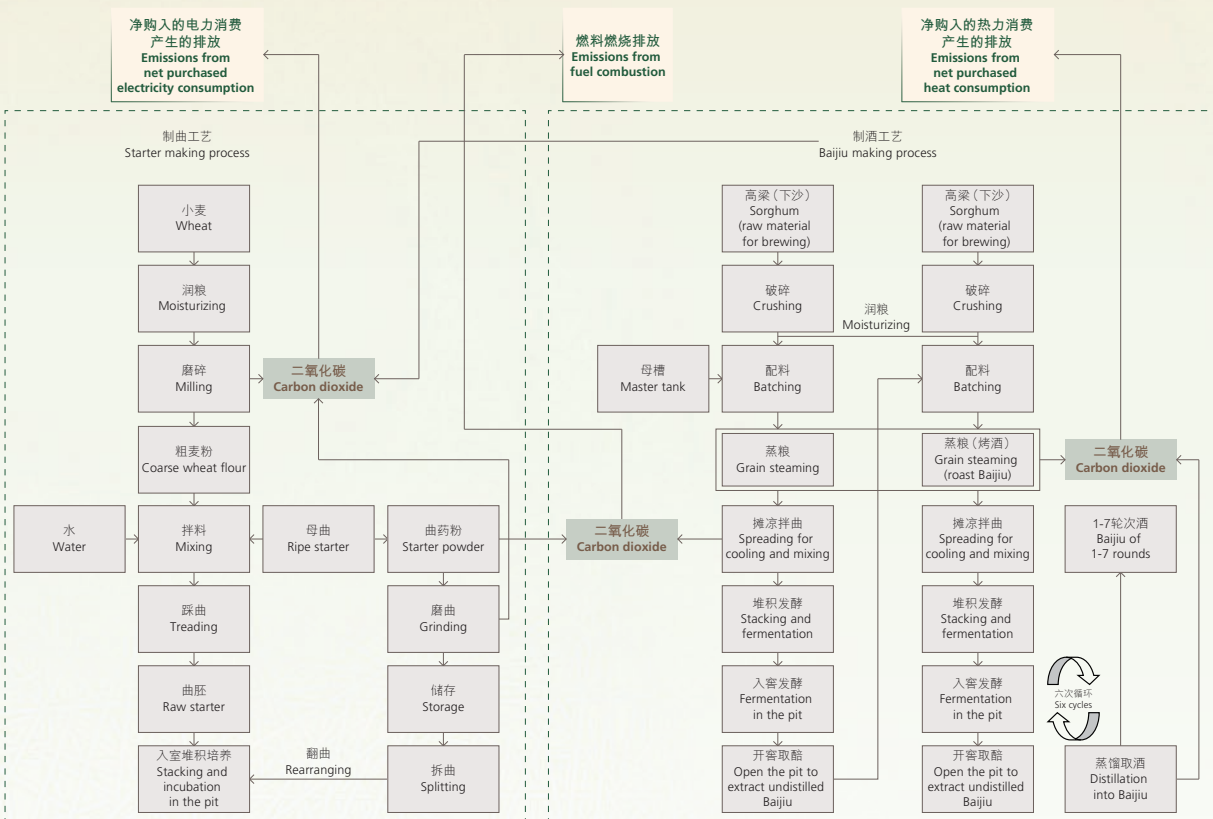 净购入的电力消费
产生的排放
Emissions from
net purchased
electricity consumption
燃料燃烧排放
Emissions from
fuel combustion
净购入的热力消费
产生的排放
Emissions from
net purchased
heat consumption
制曲工艺
Starter making process
制酒工艺
Baijiu making process
小麦
Wheat
润粮
Moisturizing
磨碎
Milling
二氧化碳
Carbon dioxide
粗麦粉
Coarse wheat flour
水
Water
拌料
Mixing
母曲
Ripe starter
曲药粉
Starter powder
踩曲
Treading
磨曲
Grinding
曲胚
Raw starter
储存
Storage
入室堆积培养
Stacking and
incubation
in the pit
翻曲
Rearranging
拆曲
Splitting
二氧化碳
Carbon dioxide
高粱（下沙）
Sorghum
(raw material
for brewing)
破碎
Crushing
润粮
Moisturizing
母槽
Master tank
配料
Batching
蒸粮
Grain steaming
摊凉拌曲
Spreading for
cooling and mixing
堆积发酵
Stacking and
fermentation
入窖发酵
Fermentation
in the pit
开窖取醅
Open the pit to
extract undistilled
Baijiu
高粱（下沙）
Sorghum
(raw material
for brewing)
破碎
Crushing
配料
Batching
蒸粮（烤酒）
Grain steaming
(roast Baijiu)
摊凉拌曲
Spreading for
cooling and mixing
堆积发酵
Stacking and
fermentation
入窖发酵
Fermentation
in the pit
开窖取醅
Open the pit to
extract undistilled
Baijiu
二氧化碳
Carbon dioxide
1-7轮次酒
Baijiu of
1-7 rounds
六次循环
Six cycles
蒸馏取酒
Distillation
into Baijiu